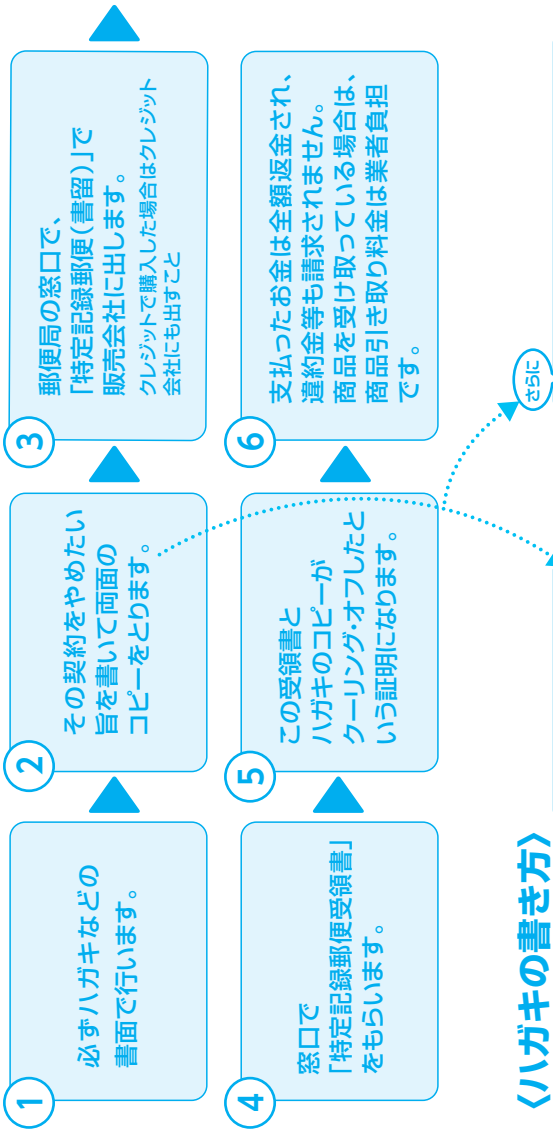 1
必ずハガキなどの
書面で行います。
2
その契約をやめたい
旨を書いて両面の
コピーをとります。
3
郵便局の窓口で、
「特定記録郵便(書留)」で
販売会社に出します。
クレジットで購入した場合はクレジット
会社にも出すこと
4
窓口で
「特定記録郵便受領書」
をもらいます。
5
この受領書と
ハガキのコピーが
クーリング・オフしたと
いう証明になります。
6
支払ったお金は全額返金され、
違約金等も請求されません。
商品を受け取っている場合は、
商品引き取り料金は業者負担
です。
さらに
〈ハガキの書き方〉